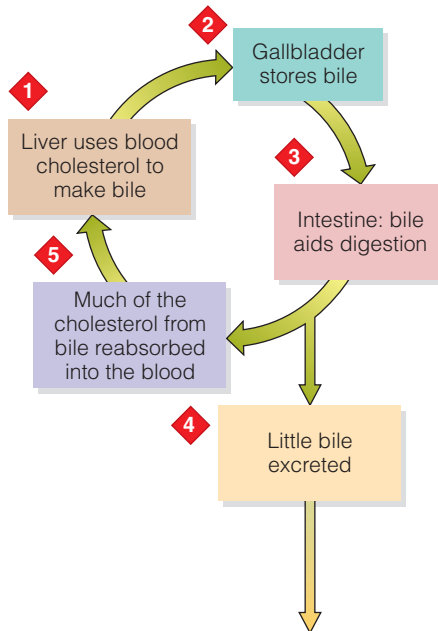 1
Liver uses blood
cholesterol to
make bile
2
Gallbladder
stores bile
3
Intestine: bile
aids digestion
4
Little bile
excreted
5
Much of the
cholesterol from
bile reabsorbed
into the blood